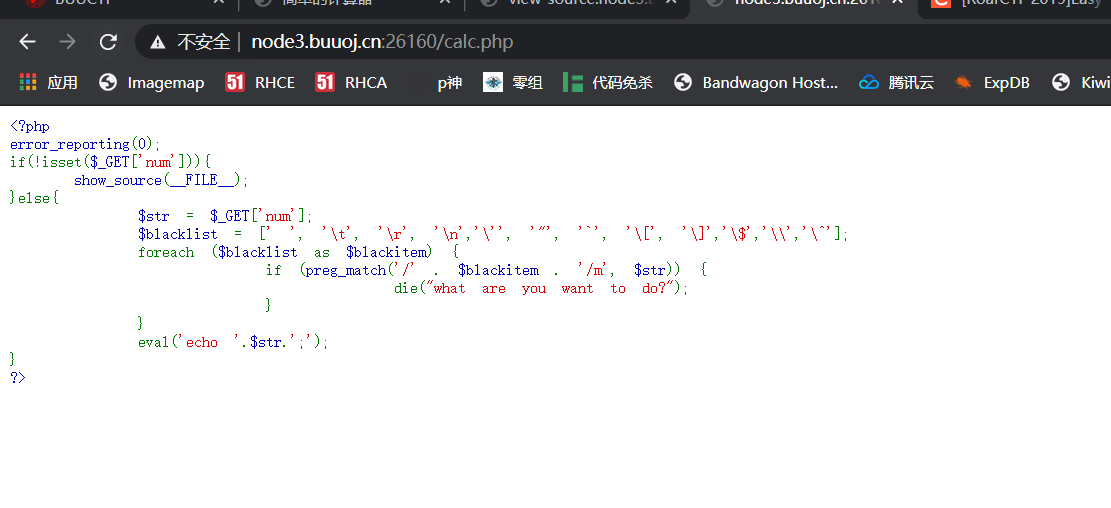 BUUCTF
简单的计算器
view-source:node3.b
node3.buuoj.cn:2616
[RoarCTF 2019]Easy
不安全 node3.buuoj.cn:26160/calc.php
应用 Imagemap 51 RHCE 51 RHCA p神 零组 代码免杀 Bandwagon Host... 腾讯云 ExpDB Kiwi
<?php
error_reporting(0);
if(!isset($_GET['num'])){
show_source(__FILE__);
}else{
$str = $_GET['num'];
$blacklist = [' ', '\t', '\r', '\n','\'', '"', '`', '\[', '\]','\$','\\','\^'];
foreach ($blacklist as $blackitem) {
if (preg_match('/' . $blackitem . '/m', $str)) {
die("what are you want to do?");
}
}
eval('echo '.$str.';');
}
?>